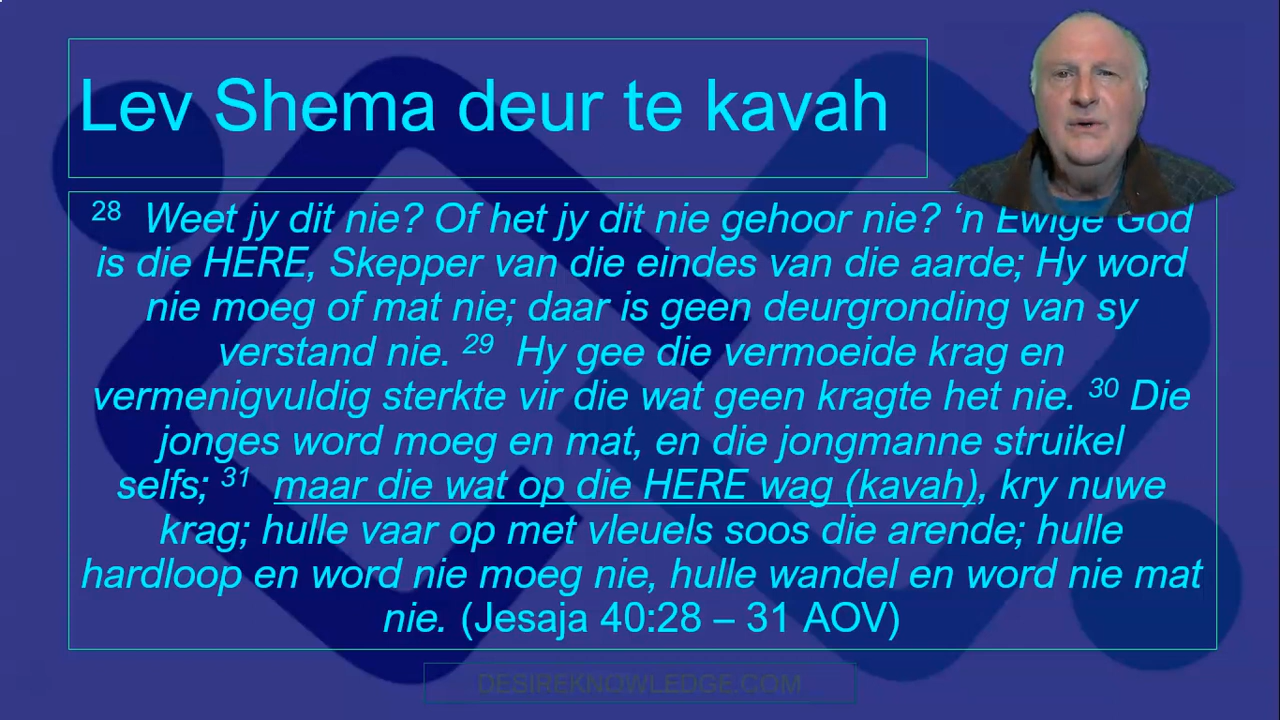 Lev Shema deur te kavah
28 Weet jy dit nie? Of het jy dit nie gehoor nie? ‘n Ewige God
is die HERE, Skepper van die eindes van die aarde; Hy word
nie moeg of mat nie; daar is geen deurgronding van sy
verstand nie. 29 Hy gee die vermoeide krag en
vermenigvuldig sterkte vir die wat geen kragte het nie. 30 Die
jonges word moeg en mat, en die jongmanne struikel
selfs; 31 maar die wat op die HERE wag (kavah), kry nuwe
krag; hulle vaar op met vleuels soos die arende; hulle
hardloop en word nie moeg nie, hulle wandel en word nie mat
nie. (Jesaja 40:28 – 31 AOV)
DESIREKNOWLEDGE.COM